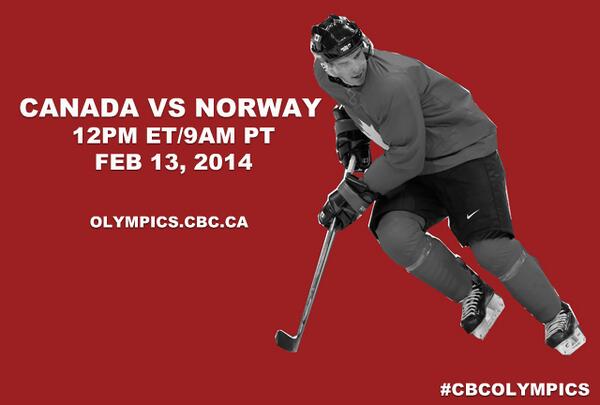 CANADA VS NORWAY
12PM ET/9AM PT
FEB 13, 2014
OLYMPICS.CBC.CA
#CBCOLYMPICS